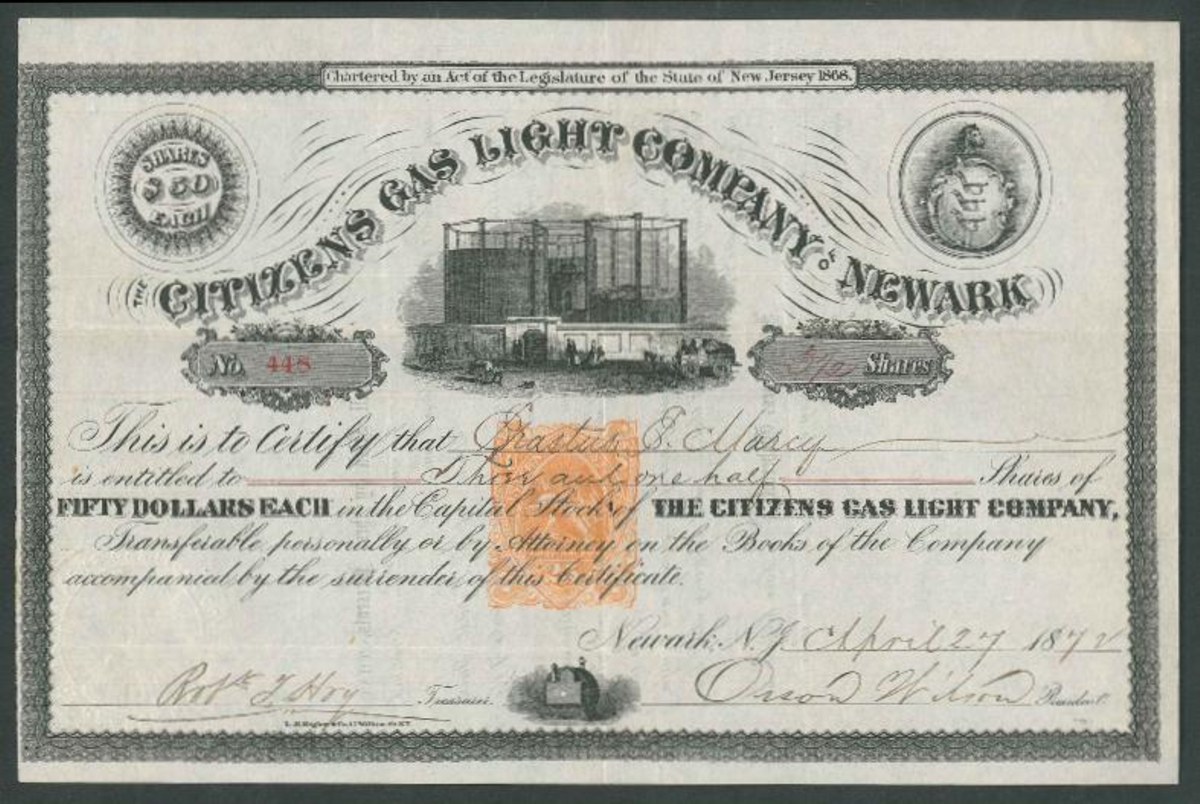 Chartered by an Act of the Legislature of the State of New Jersey 1868.
SHARES
$50
EACH
THE CITIZENS GAS LIGHT COMPANY OF NEWARK
No. 448
Shares
This is to Certify that Erastus E. Marcy
is entitled to and one half Shares of
FIFTY DOLLARS EACH in the Capital Stock of THE CITIZENS GAS LIGHT COMPANY,
Transferable personally or by Attorney on the Books of the Company
accompanied by the surrender of this Certificate.
Newark, N.J. April 27 1872
Treasurer. Orson Wilson President